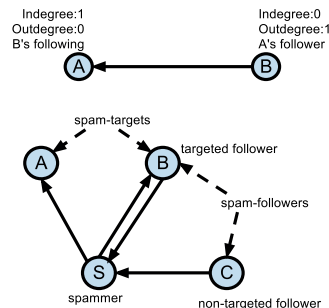 Indegree:1
Outdegree:0
B's following
Indegree:0
Outdegree:1
A's follower
A
B
spam-targets
A
B
targeted follower
spam-followers
S
C
spammer
non-targeted follower